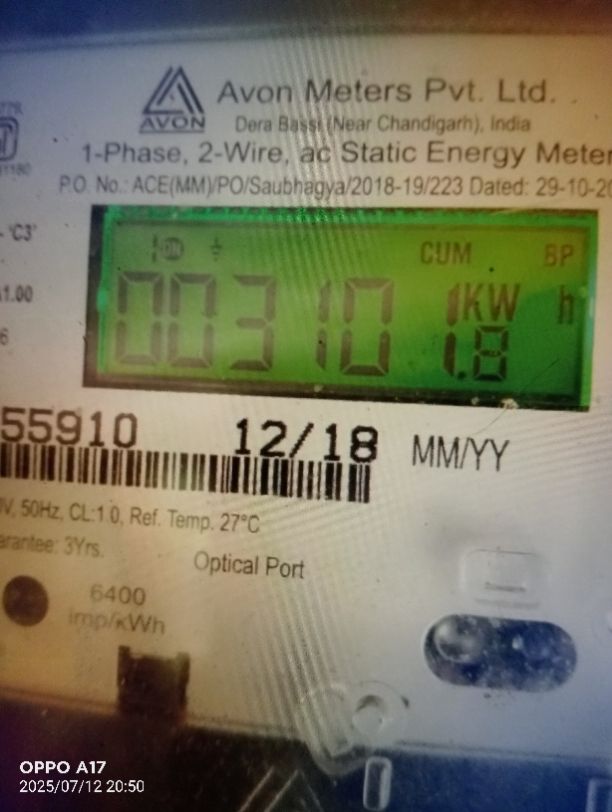 Avon Meters Pvt. Ltd.
AVON
Dera Bassi (Near Chandigarh), India
1-Phase, 2-Wire, ac Static Energy Meter
P.O. No.: ACE(MM)/PO/Saubhagya/2018-19/223 Dated: 29-10-20
'C3'
CUM BP
003101 KW h
1.8
1.00
6
55910 12/18 MM/YY
V, 50Hz, CL:1.0, Ref. Temp. 27°C
arantee: 3Yrs.
Optical Port
6400
imp/kWh
OPPO A17
2025/07/12 20:50